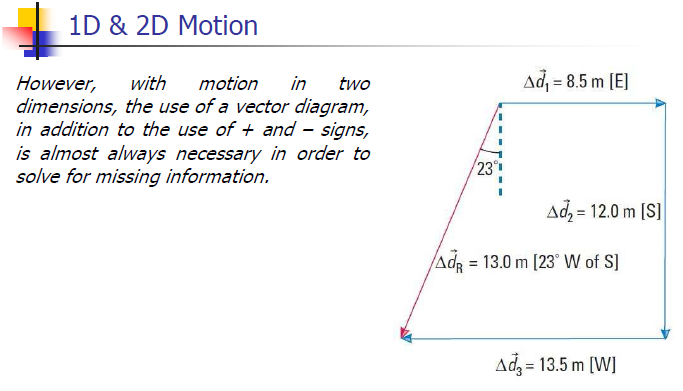 1D & 2D Motion
However, with motion in two
dimensions, the use of a vector diagram,
in addition to the use of + and – signs,
is almost always necessary in order to
solve for missing information.
Δd⃗₁ = 8.5 m [E]
23°
Δd⃗₂ = 12.0 m [S]
Δd⃗R = 13.0 m [23° W of S]
Δd⃗₃ = 13.5 m [W]